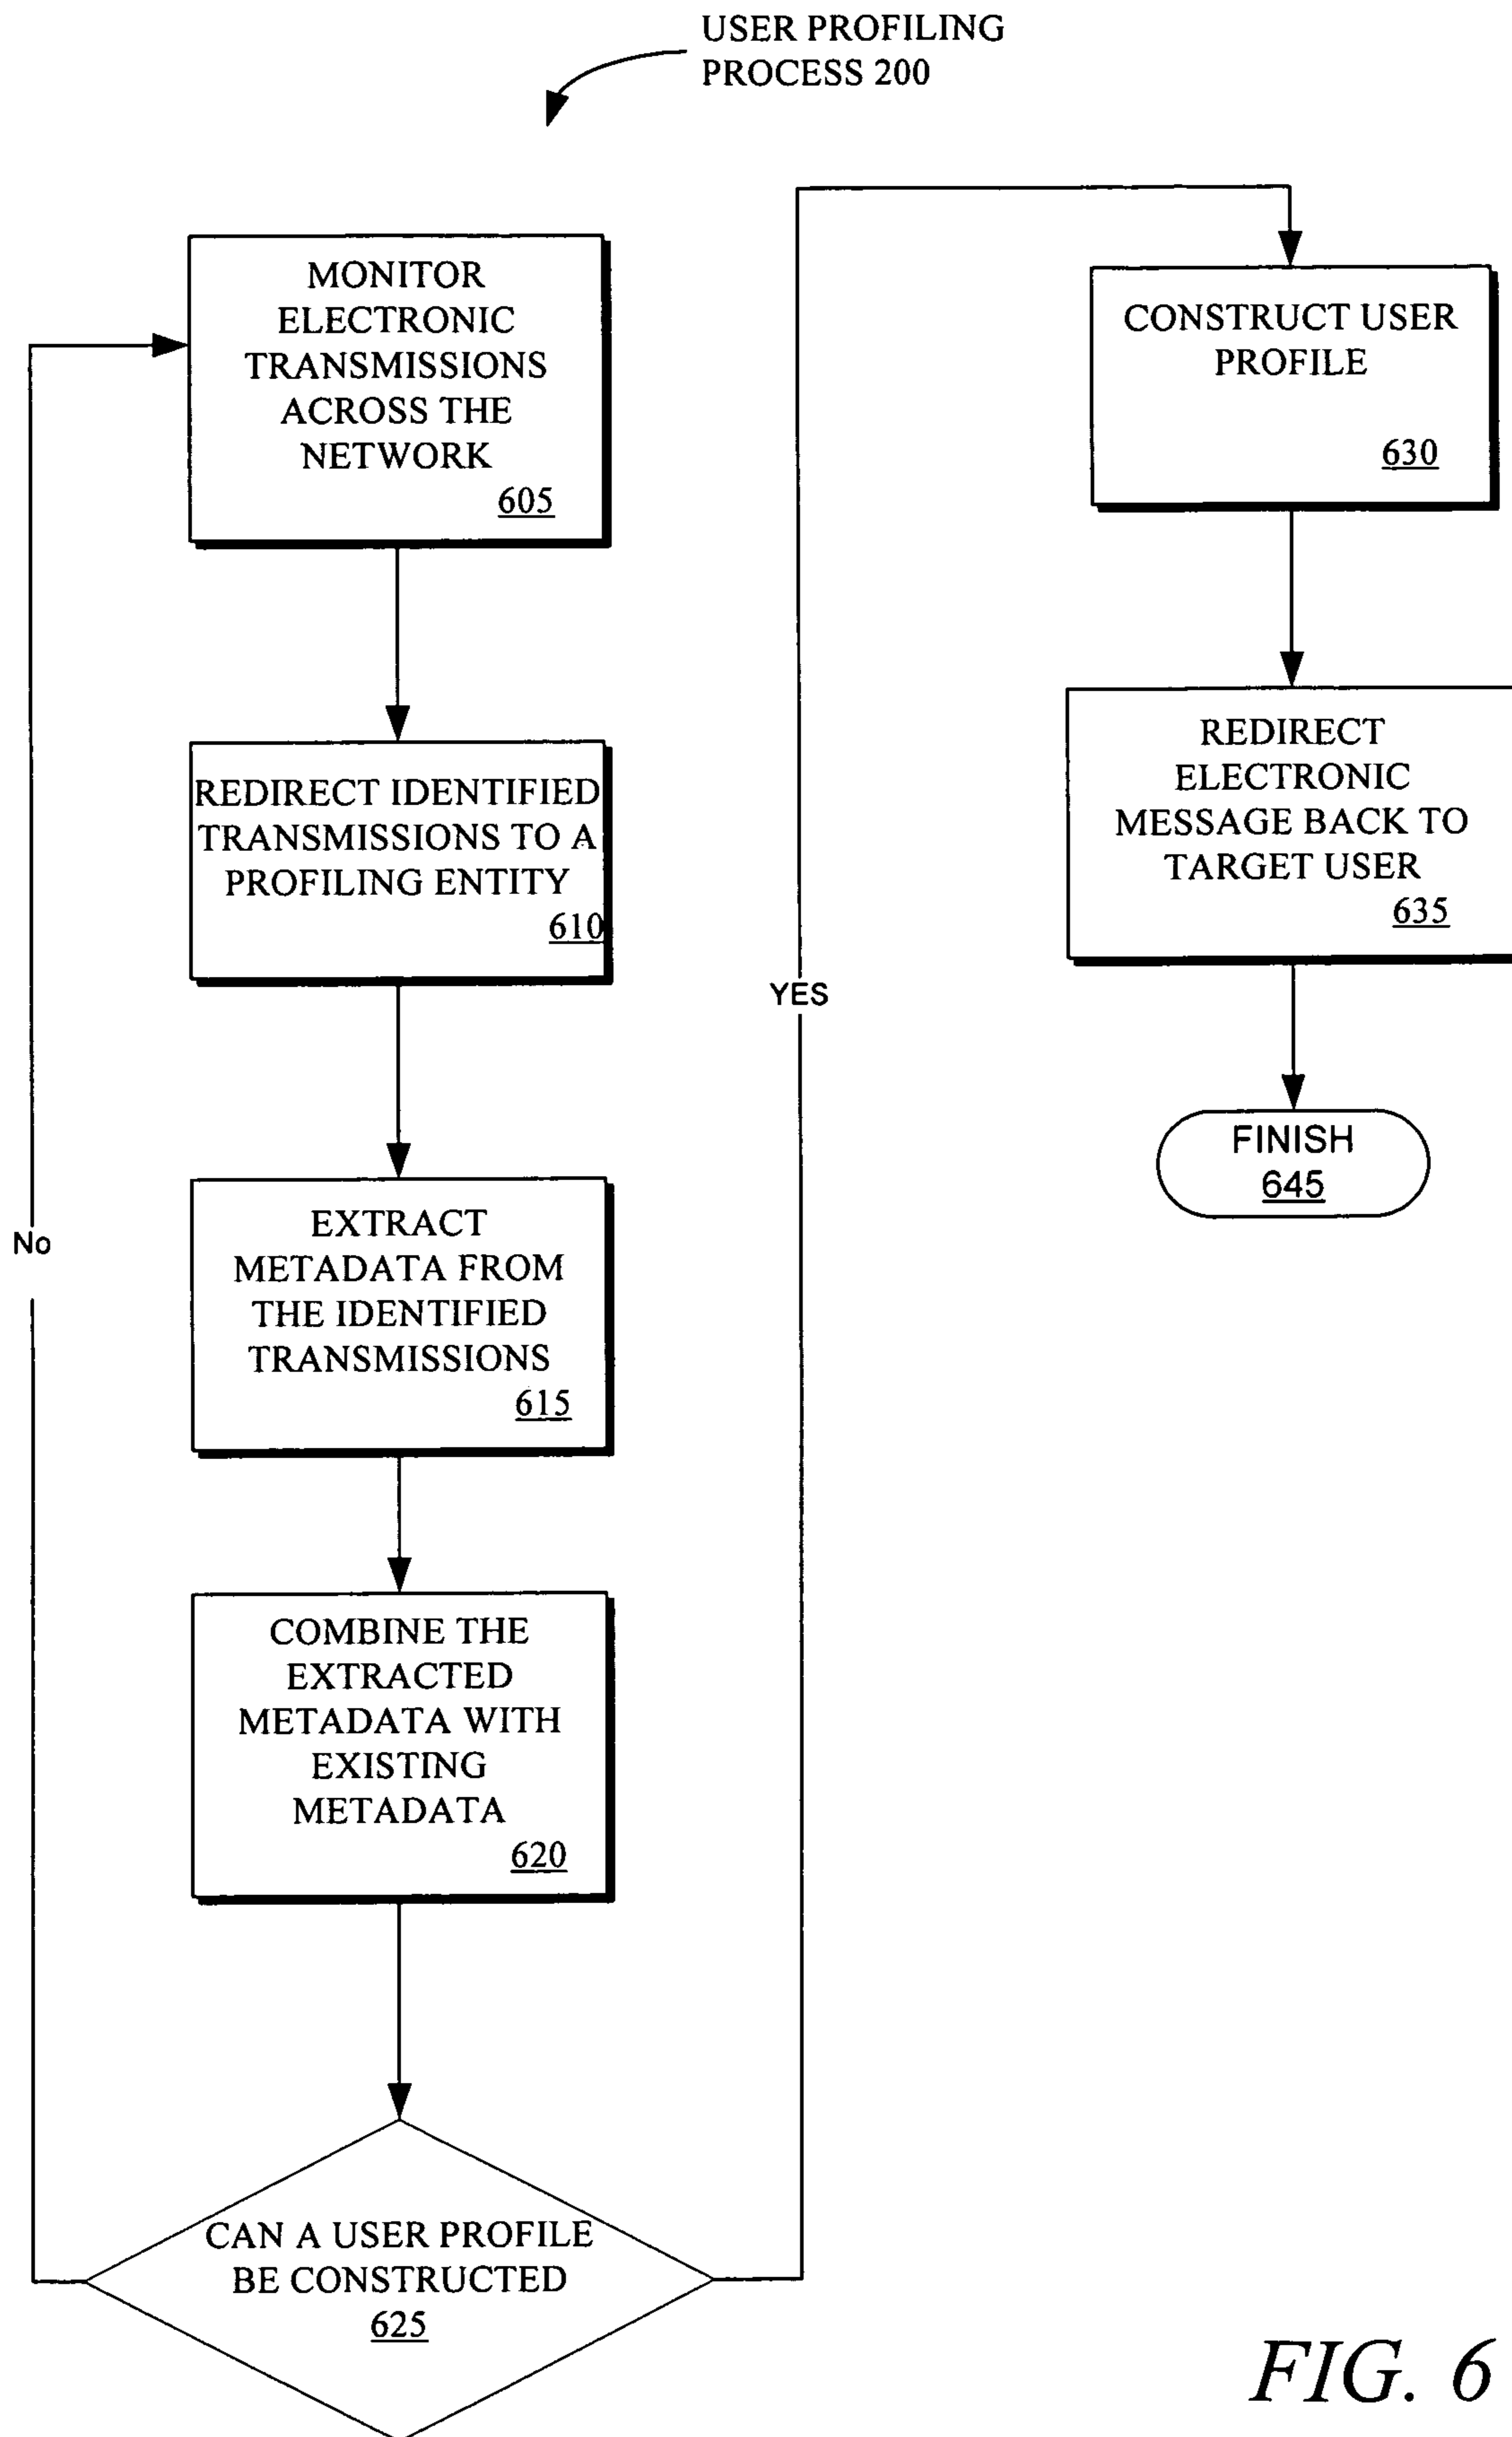 USER PROFILING
PROCESS 200
MONITOR
ELECTRONIC
TRANSMISSIONS
ACROSS THE
NETWORK
605
REDIRECT IDENTIFIED
TRANSMISSIONS TO A
PROFILING ENTITY
610
EXTRACT
METADATA FROM
THE IDENTIFIED
TRANSMISSIONS
615
COMBINE THE
EXTRACTED
METADATA WITH
EXISTING
METADATA
620
CAN A USER PROFILE
BE CONSTRUCTED
625
No
YES
CONSTRUCT USER
PROFILE
630
REDIRECT
ELECTRONIC
MESSAGE BACK TO
TARGET USER
635
FINISH
645
FIG. 6